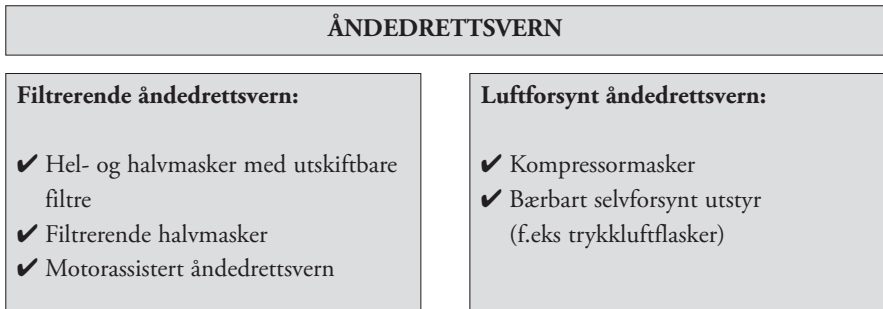 ÅNDEDRETTSVERN
Filtrerende åndedrettsvern:
✔ Hel- og halvmasker med utskiftbare
filtre
✔ Filtrerende halvmasker
✔ Motorassistert åndedrettsvern
Luftforsynt åndedrettsvern:
✔ Kompressormasker
✔ Bærbart selvforsynt utstyr
(f.eks trykkluftflasker)